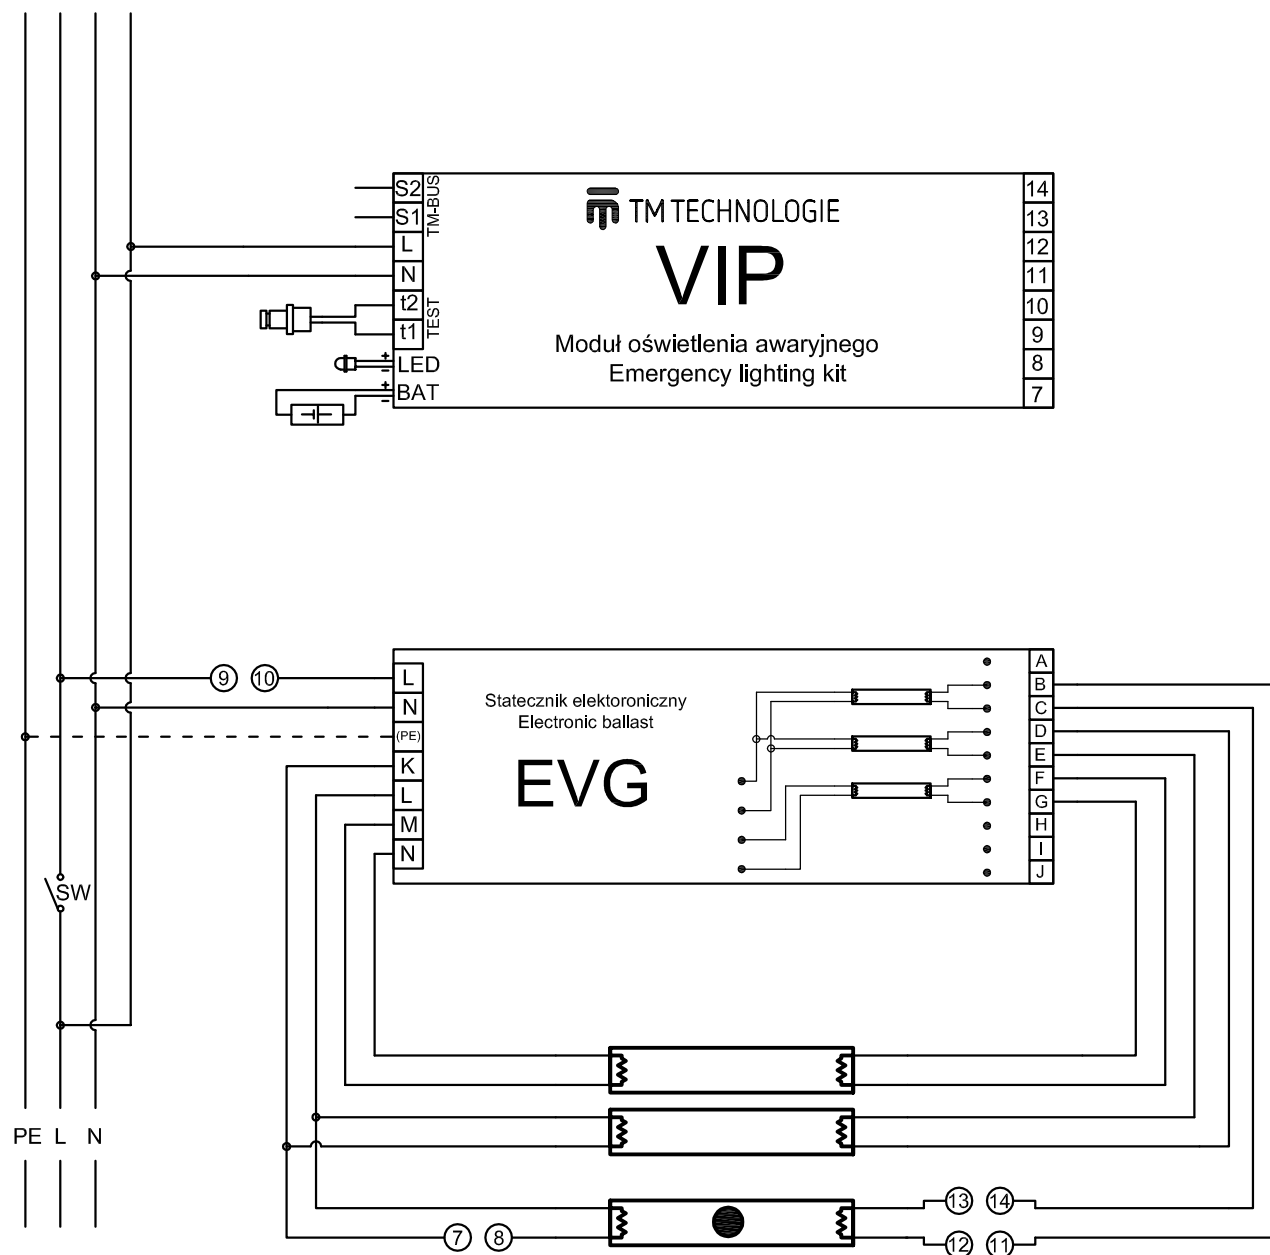 S2
S1
TM-BUS
L
N
t2
t1
TEST
+
-
LED
+
-
BAT
TM TECHNOLOGIE
VIP
Moduł oświetlenia awaryjnego
Emergency lighting kit
14
13
12
11
10
9
8
7
9
10
L
N
(PE)
K
L
M
N
Statecznik elektoroniczny
Electronic ballast
EVG
A
B
C
D
E
F
G
H
I
J
SW
PE L N
13
14
7
8
12
11